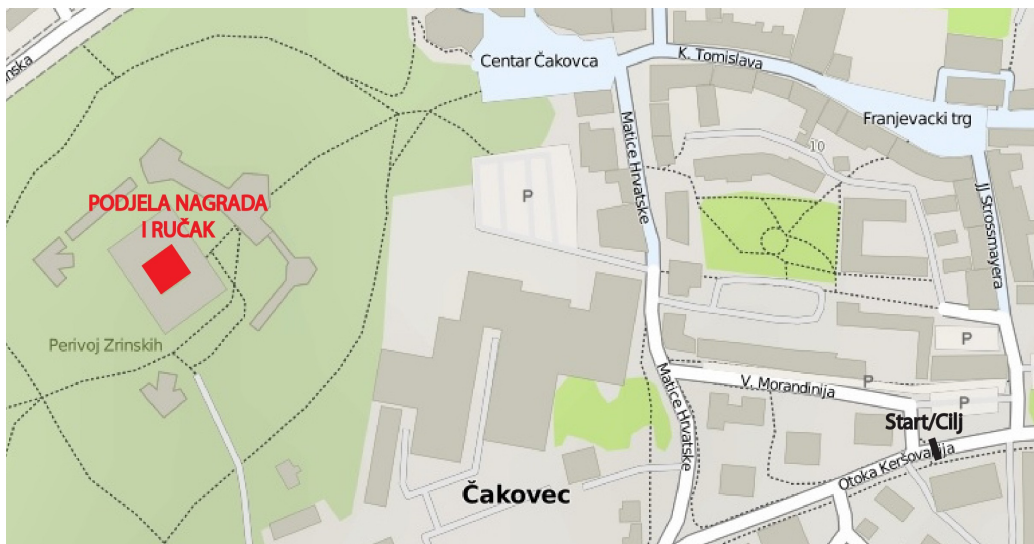 inska
Centar Čakovca
K. Tomislava
Franjevacki trg
Matice Hrvatske
10
P
JJ Strossmayera
PODJELA NAGRADA
I RUČAK
Perivoj Zrinskih
P
Matice Hrvatske
V. Morandinija
P
P
Start/Cilj
Otoka Keršovanija
Čakovec